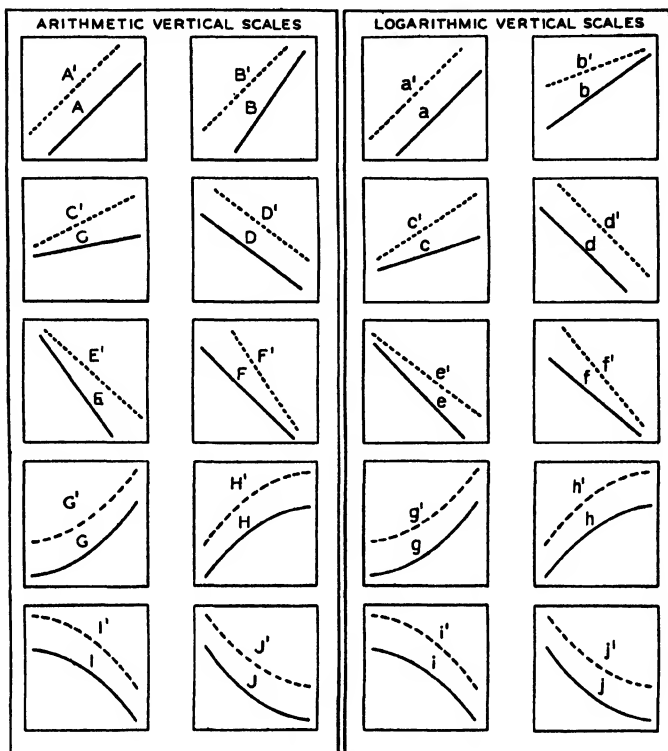 ARITHMETIC VERTICAL SCALES
A'
A
B'
B
C'
C
D'
D
E'
E
F'
F
G'
G
H'
H
I'
I
J'
J
LOGARITHMIC VERTICAL SCALES
a'
a
b'
b
c'
c
d'
d
e'
e
f'
f
g'
g
h'
h
i'
i
j'
j